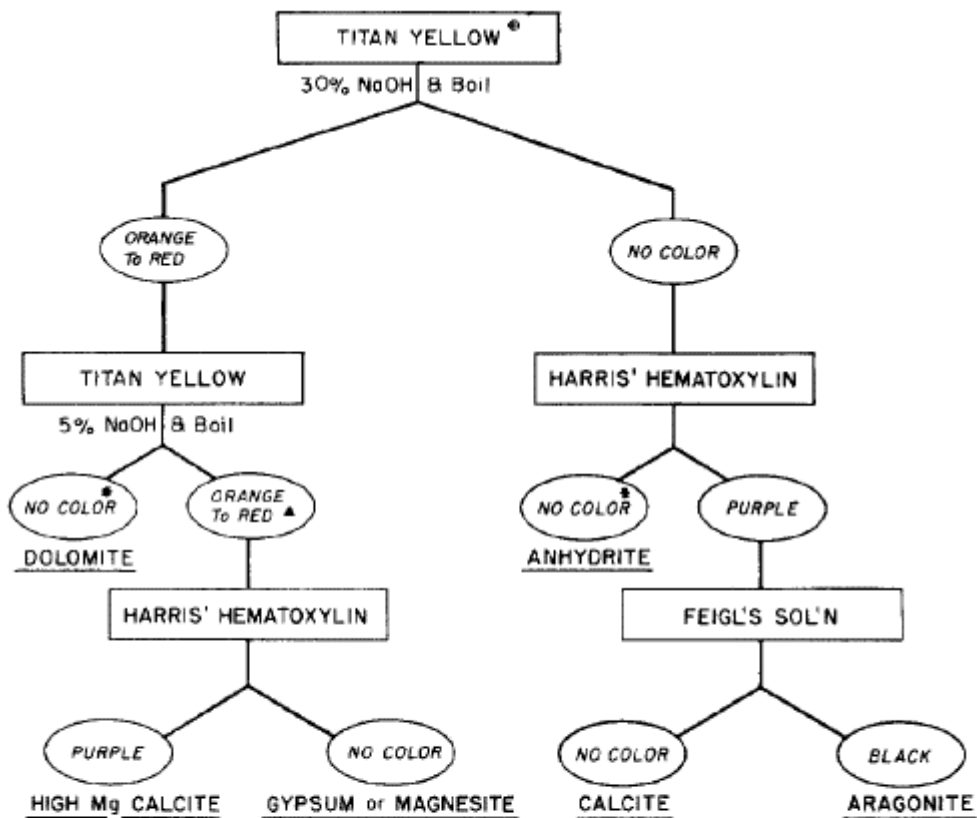 TITAN YELLOW
30% NaOH & Boil
ORANGE
To RED
NO COLOR
TITAN YELLOW
HARRIS' HEMATOXYLIN
5% NaOH & Boil
NO COLOR*
ORANGE
To RED ▲
NO COLOR
PURPLE
DOLOMITE
ANHYDRITE
HARRIS' HEMATOXYLIN
FEIGL'S SOL'N
PURPLE
NO COLOR
NO COLOR
BLACK
HIGH Mg CALCITE
GYPSUM or MAGNESITE
CALCITE
ARAGONITE